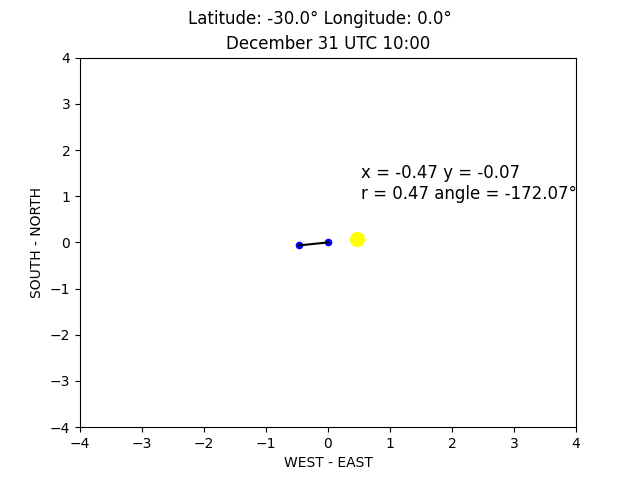 Latitude: -30.0° Longitude: 0.0°
December 31 UTC 10:00
4
3
2
x = -0.47 y = -0.07
1
r = 0.47 angle = -172.07°
SOUTH - NORTH
0
−1
−2
−3
−4
−4 −3 −2 −1 0 1 2 3 4
WEST - EAST